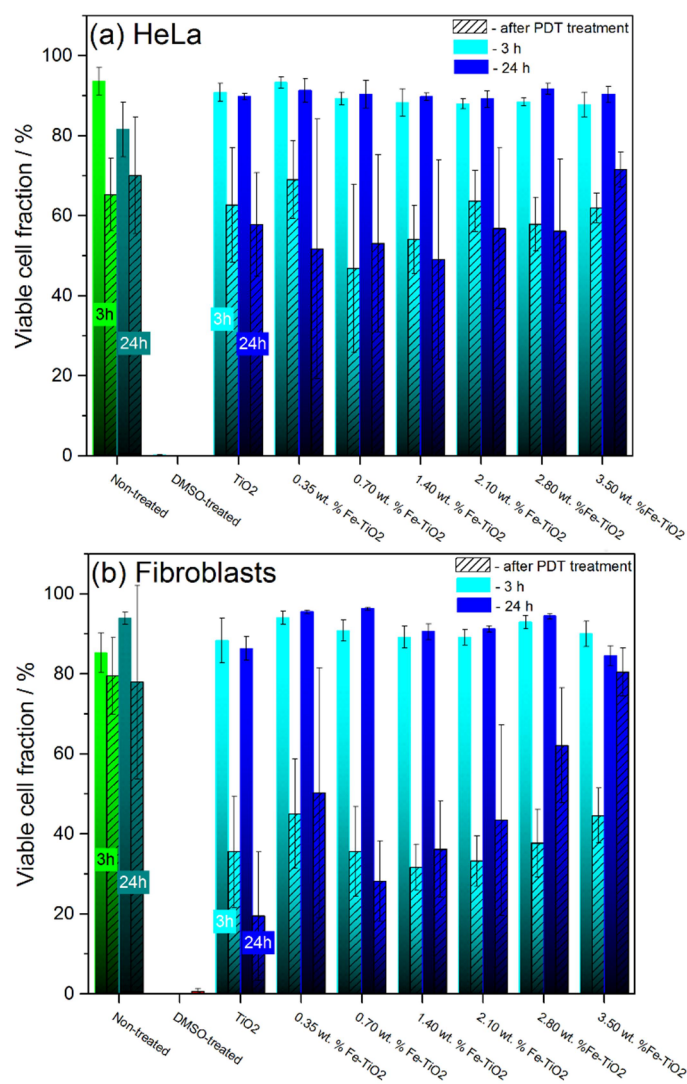 (a) HeLa
- after PDT treatment
- 3 h
- 24 h
100
80
60
40
20
0
Viable cell fraction / %
3h
24h
3h
24h
Non-treated
DMSO-treated
TiO2
0.35 wt. % Fe-TiO2
0.70 wt. % Fe-TiO2
1.40 wt. % Fe-TiO2
2.10 wt. % Fe-TiO2
2.80 wt. % Fe-TiO2
3.50 wt. %Fe-TiO2
(b) Fibroblasts
- after PDT treatment
- 3 h
- 24 h
100
80
60
40
20
0
Viable cell fraction / %
3h
24h
3h
24h
Non-treated
DMSO-treated
TiO2
0.35 wt. % Fe-TiO2
0.70 wt. % Fe-TiO2
1.40 wt. % Fe-TiO2
2.10 wt. % Fe-TiO2
2.80 wt. % Fe-TiO2
3.50 wt. %Fe-TiO2